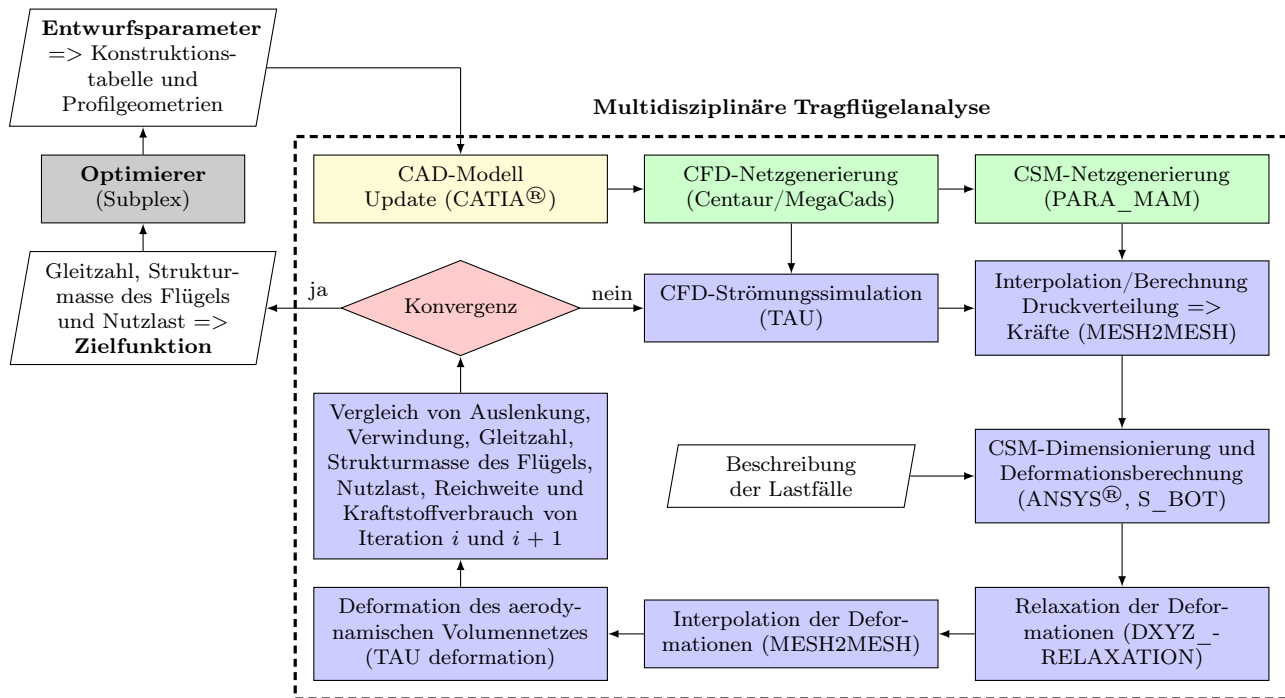 Entwurfsparameter
=> Konstruktions-
tabelle und
Profilgeometrien
Multidisziplinäre Tragflügelanalyse
Optimierer
(Subplex)
CAD-Modell
Update (CATIA®)
CFD-Netzgenerierung
(Centaur/MegaCads)
CSM-Netzgenerierung
(PARA_MAM)
Gleitzahl, Struktur-
masse des Flügels
und Nutzlast =>
Zielfunktion
ja
Konvergenz
nein
CFD-Strömungssimulation
(TAU)
Interpolation/Berechnung
Druckverteilung =>
Kräfte (MESH2MESH)
Vergleich von Auslenkung,
Verwindung, Gleitzahl,
Strukturmasse des Flügels,
Nutzlast, Reichweite und
Kraftstoffverbrauch von
Iteration i und i + 1
Beschreibung
der Lastfälle
CSM-Dimensionierung und
Deformationsberechnung
(ANSYS®, S_BOT)
Deformation des aerody-
namischen Volumennetzes
(TAU deformation)
Interpolation der Defor-
mationen (MESH2MESH)
Relaxation der Defor-
mationen (DXYZ_-
RELAXATION)